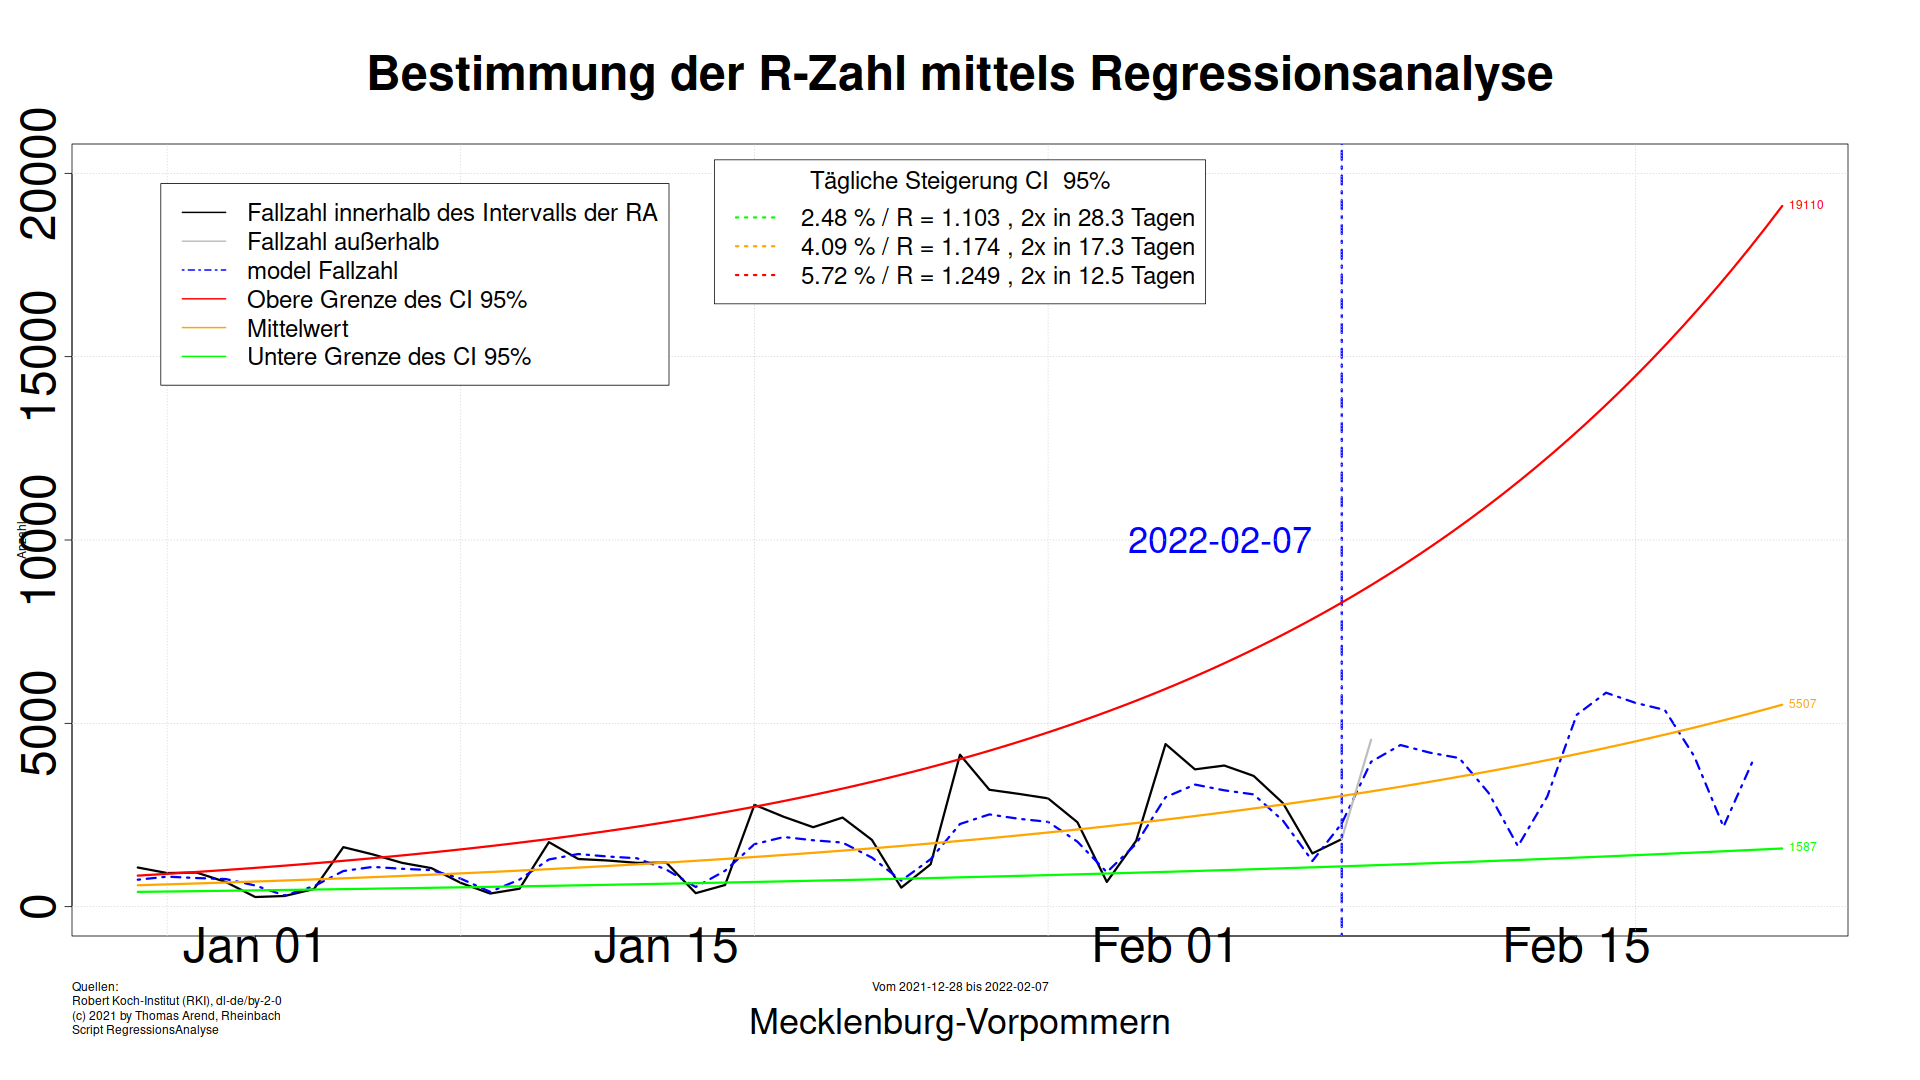 Bestimmung der R-Zahl mittels Regressionsanalyse
20000
15000
10000
5000
0
Anzahl
Fallzahl innerhalb des Intervalls der RA
Fallzahl außerhalb
model Fallzahl
Obere Grenze des CI 95%
Mittelwert
Untere Grenze des CI 95%
Tägliche Steigerung CI 95%
2.48 % / R = 1.103 , 2x in 28.3 Tagen
4.09 % / R = 1.174 , 2x in 17.3 Tagen
5.72 % / R = 1.249 , 2x in 12.5 Tagen
19110
2022-02-07
5507
1587
Jan 01
Jan 15
Feb 01
Feb 15
Quellen:
Robert Koch-Institut (RKI), dl-de/by-2-0
(c) 2021 by Thomas Arend, Rheinbach
Script RegressionsAnalyse
Vom 2021-12-28 bis 2022-02-07
Mecklenburg-Vorpommern